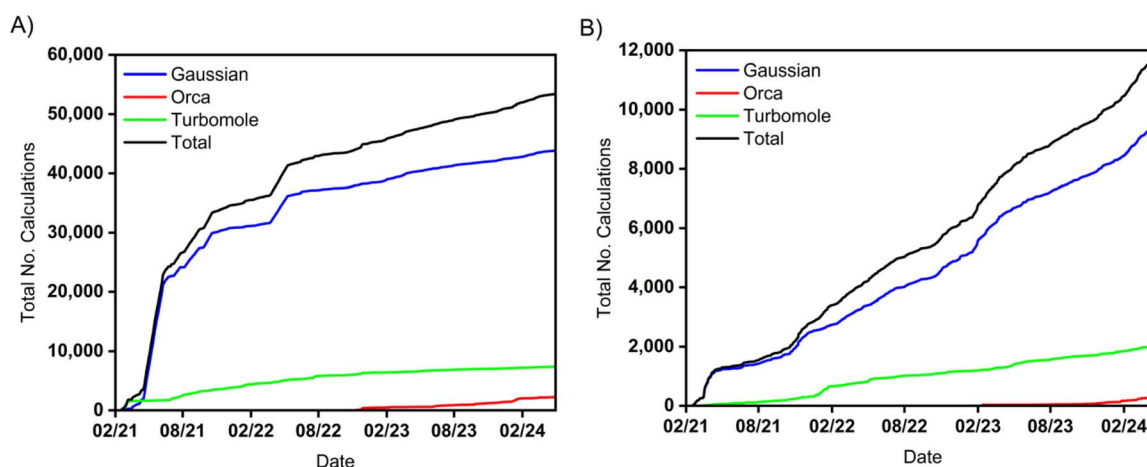 A)
60,000
50,000
40,000
30,000
20,000
10,000
0
Total No. Calculations
Gaussian
Orca
Turbomole
Total
02/21 08/21 02/22 08/22 02/23 08/23 02/24
Date
B)
12,000
10,000
8,000
6,000
4,000
2,000
0
Total No. Calculations
Gaussian
Orca
Turbomole
Total
02/21 08/21 02/22 08/22 02/23 08/23 02/24
Date